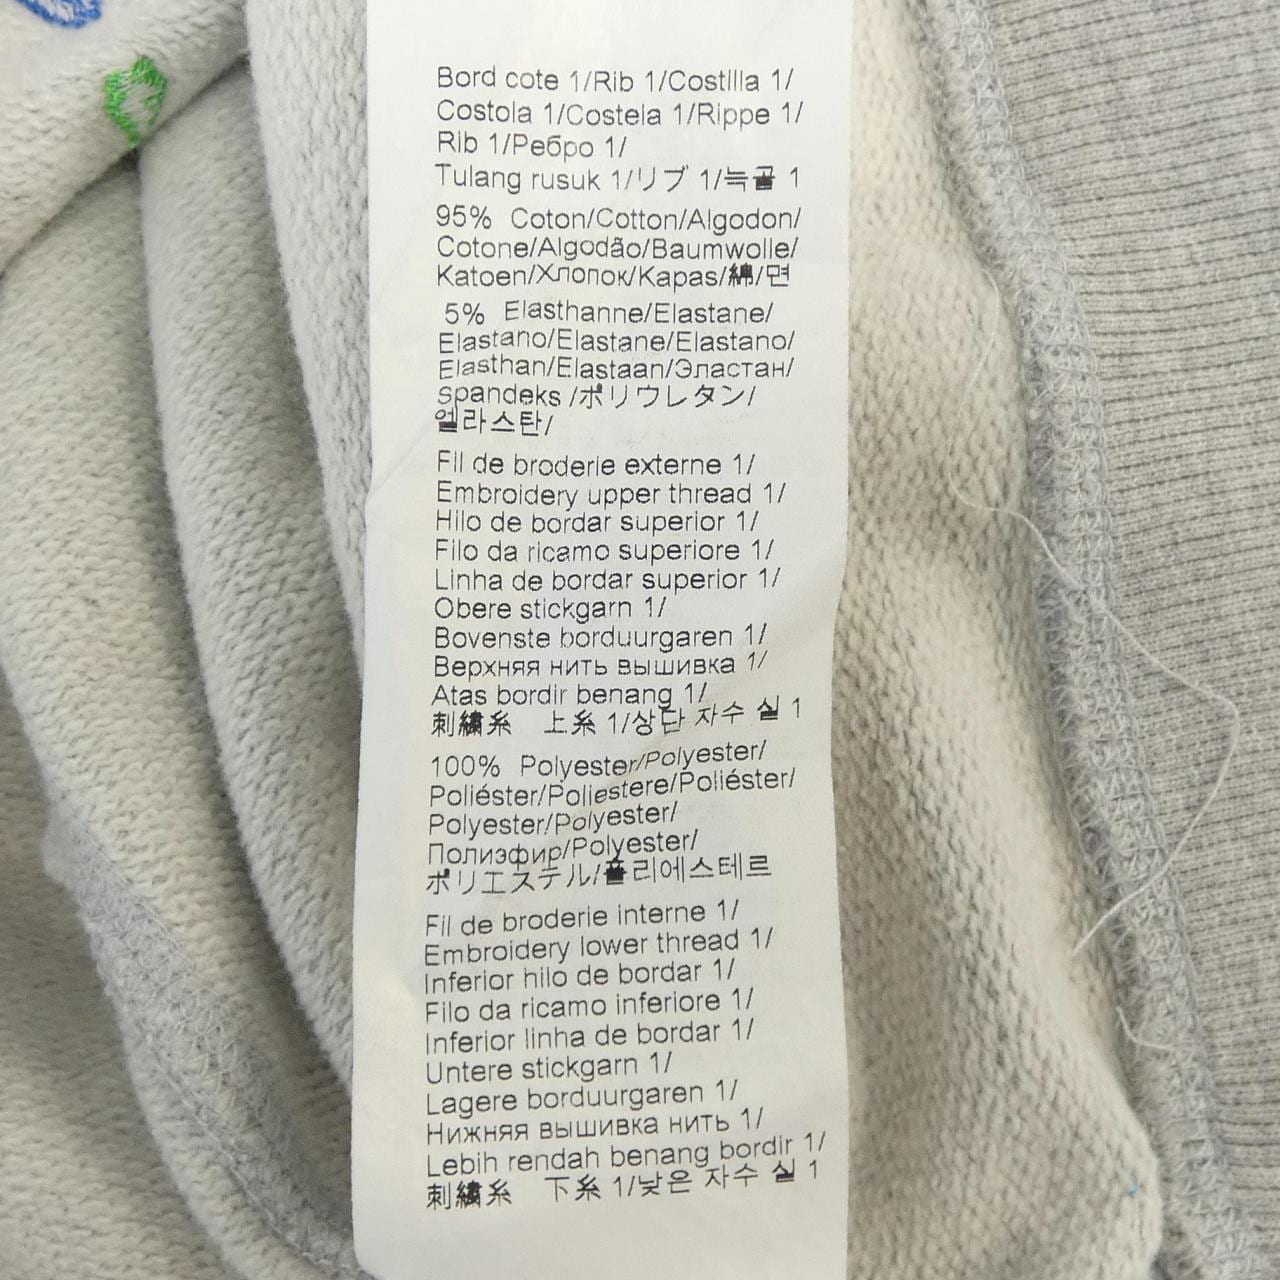 Bord cote 1/Rib 1/Costilla 1/
Costola 1/Costela 1/Rippe 1/
Rib 1/Ребро 1/
Tulang rusuk 1/リブ 1/늑골 1
95% Coton/Cotton/Algodon/
Cotone/Algodão/Baumwolle/
Katoen/Хлопок/Kapas/綿/면
5% Elasthanne/Elastane/
Elastano/Elastane/Elastano/
Elasthan/Elastaan/Эластан/
spandeks /ポリウレタン/
엘라스탄/
Fil de broderie externe 1/
Embroidery upper thread 1/
Hilo de bordar superior 1/
Filo da ricamo superiore 1/
Linha de bordar superior 1/
Obere stickgarn 1/
Bovenste borduurgaren 1/
Верхняя нить вышивка 1/
Atas bordir benang 1/
刺繍糸 上糸 1/상단 자수 실 1
100% Polyester/Polyester/
Poliéster/Poliestere/Poliéster/
Polyester/Polyester/
Полиэфир/Polyester/
ポリエステル/폴리에스테르
Fil de broderie interne 1/
Embroidery lower thread 1/
Inferior hilo de bordar 1/
Filo da ricamo inferiore 1/
Inferior linha de bordar 1/
Untere stickgarn 1/
Lagere borduurgaren 1/
Нижняя вышивка нить 1/
Lebih rendah benang bordir 1/
刺繍糸 下糸 1/낮은 자수 실 1